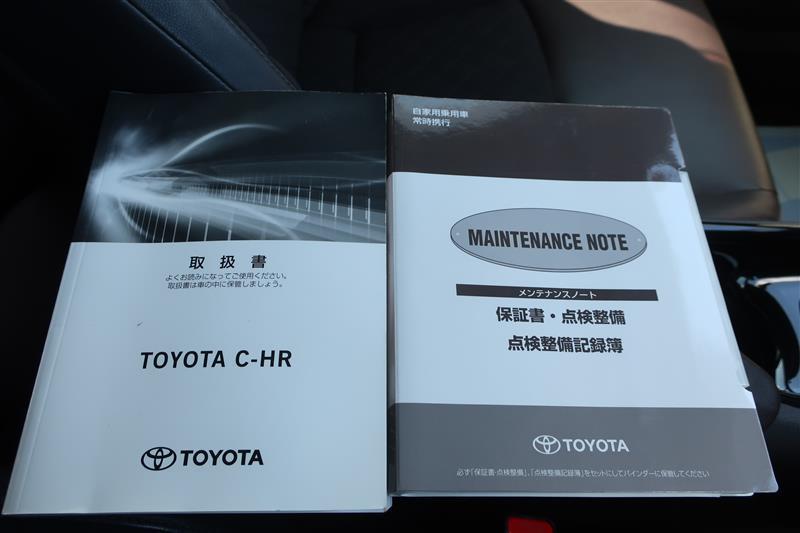 取扱書
よくお読みになってご使用ください。
取扱書は車の中に保管しましょう。
TOYOTA C-HR
TOYOTA
自家用乗用車
常時携行
MAINTENANCE NOTE
メンテナンスノート
保証書・点検整備
点検整備記録簿
TOYOTA
必ず「保証書・点検整備」、「点検整備記録簿」をセットにしてバインダーに保管してください